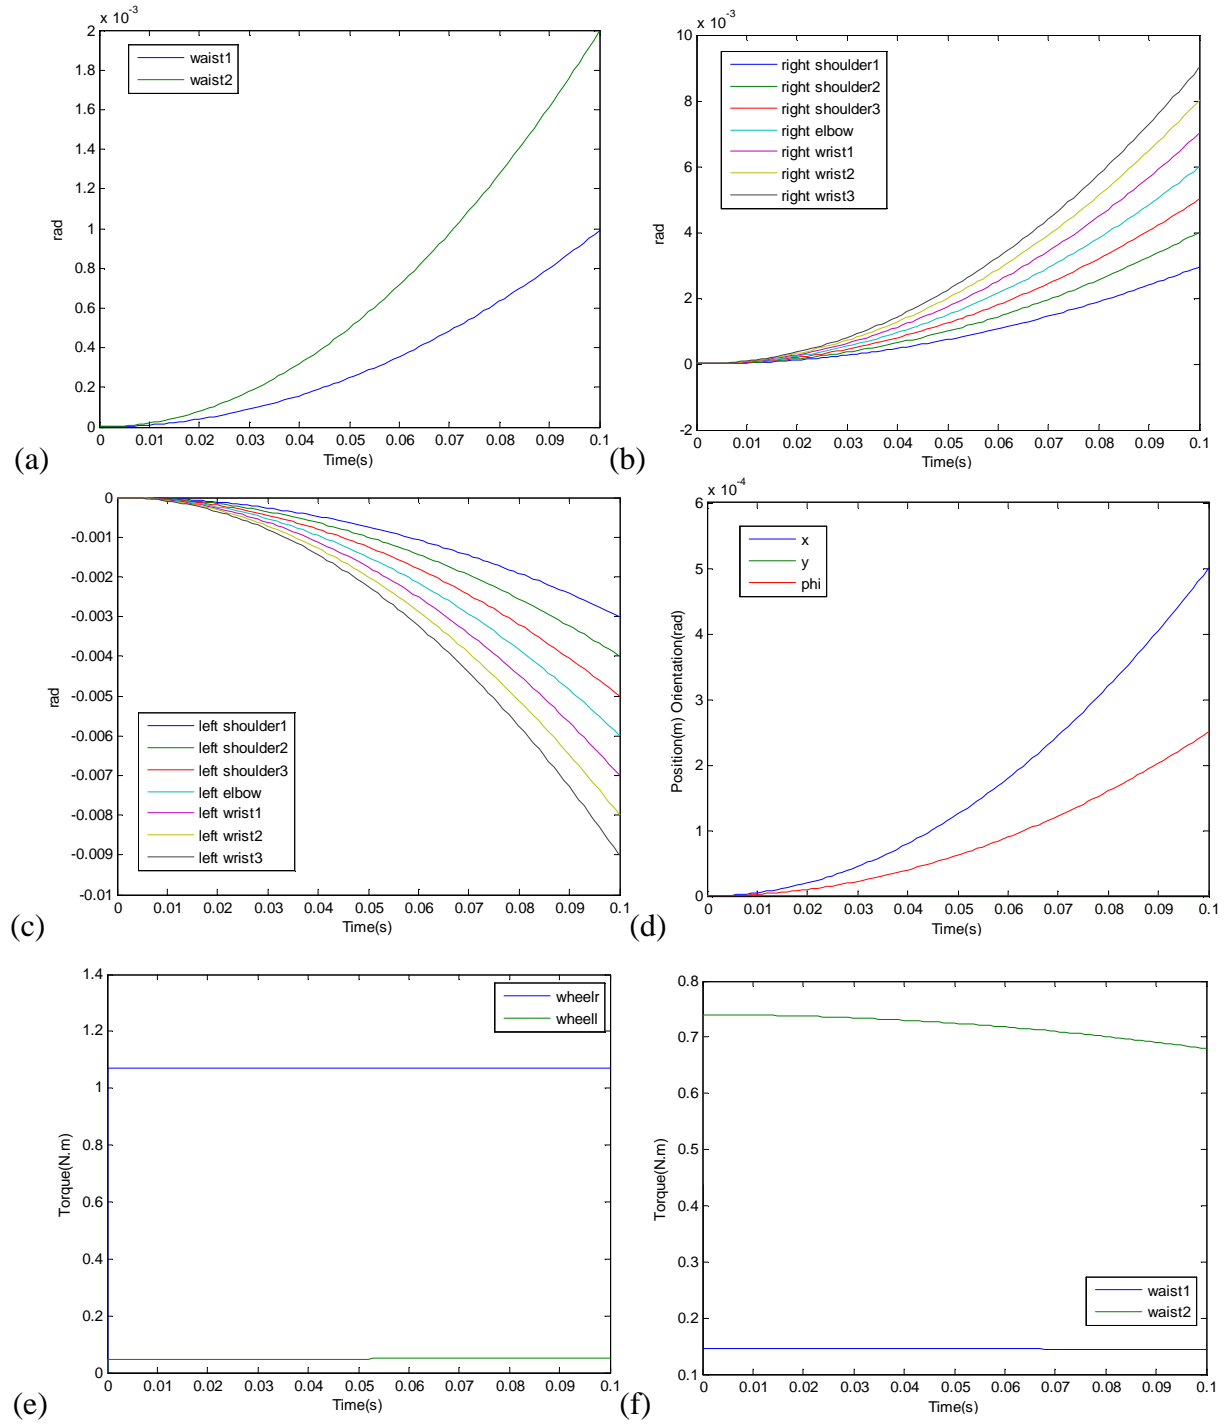 x 10-3
2
1.8
1.6
1.4
1.2
1
0.8
0.6
0.4
0.2
0
rad
waist1
waist2
0 0.01 0.02 0.03 0.04 0.05 0.06 0.07 0.08 0.09 0.1
Time(s)
(a)
x 10-3
10
8
6
4
2
0
-2
rad
right shoulder1
right shoulder2
right shoulder3
right elbow
right wrist1
right wrist2
right wrist3
0 0.01 0.02 0.03 0.04 0.05 0.06 0.07 0.08 0.09 0.1
Time(s)
(b)
0
-0.001
-0.002
-0.003
-0.004
-0.005
-0.006
-0.007
-0.008
-0.009
-0.01
rad
left shoulder1
left shoulder2
left shoulder3
left elbow
left wrist1
left wrist2
left wrist3
0 0.01 0.02 0.03 0.04 0.05 0.06 0.07 0.08 0.09 0.1
Time(s)
(c)
x 10-4
6
5
4
3
2
1
0
Position(m) Orientation(rad)
x
y
phi
0 0.01 0.02 0.03 0.04 0.05 0.06 0.07 0.08 0.09 0.1
Time(s)
(d)
1.4
1.2
1
0.8
0.6
0.4
0.2
0
Torque(N.m)
wheelr
wheell
0 0.01 0.02 0.03 0.04 0.05 0.06 0.07 0.08 0.09 0.1
Time(s)
(e)
0.8
0.7
0.6
0.5
0.4
0.3
0.2
0.1
Torque(N.m)
waist1
waist2
0 0.01 0.02 0.03 0.04 0.05 0.06 0.07 0.08 0.09 0.1
Time(s)
(f)